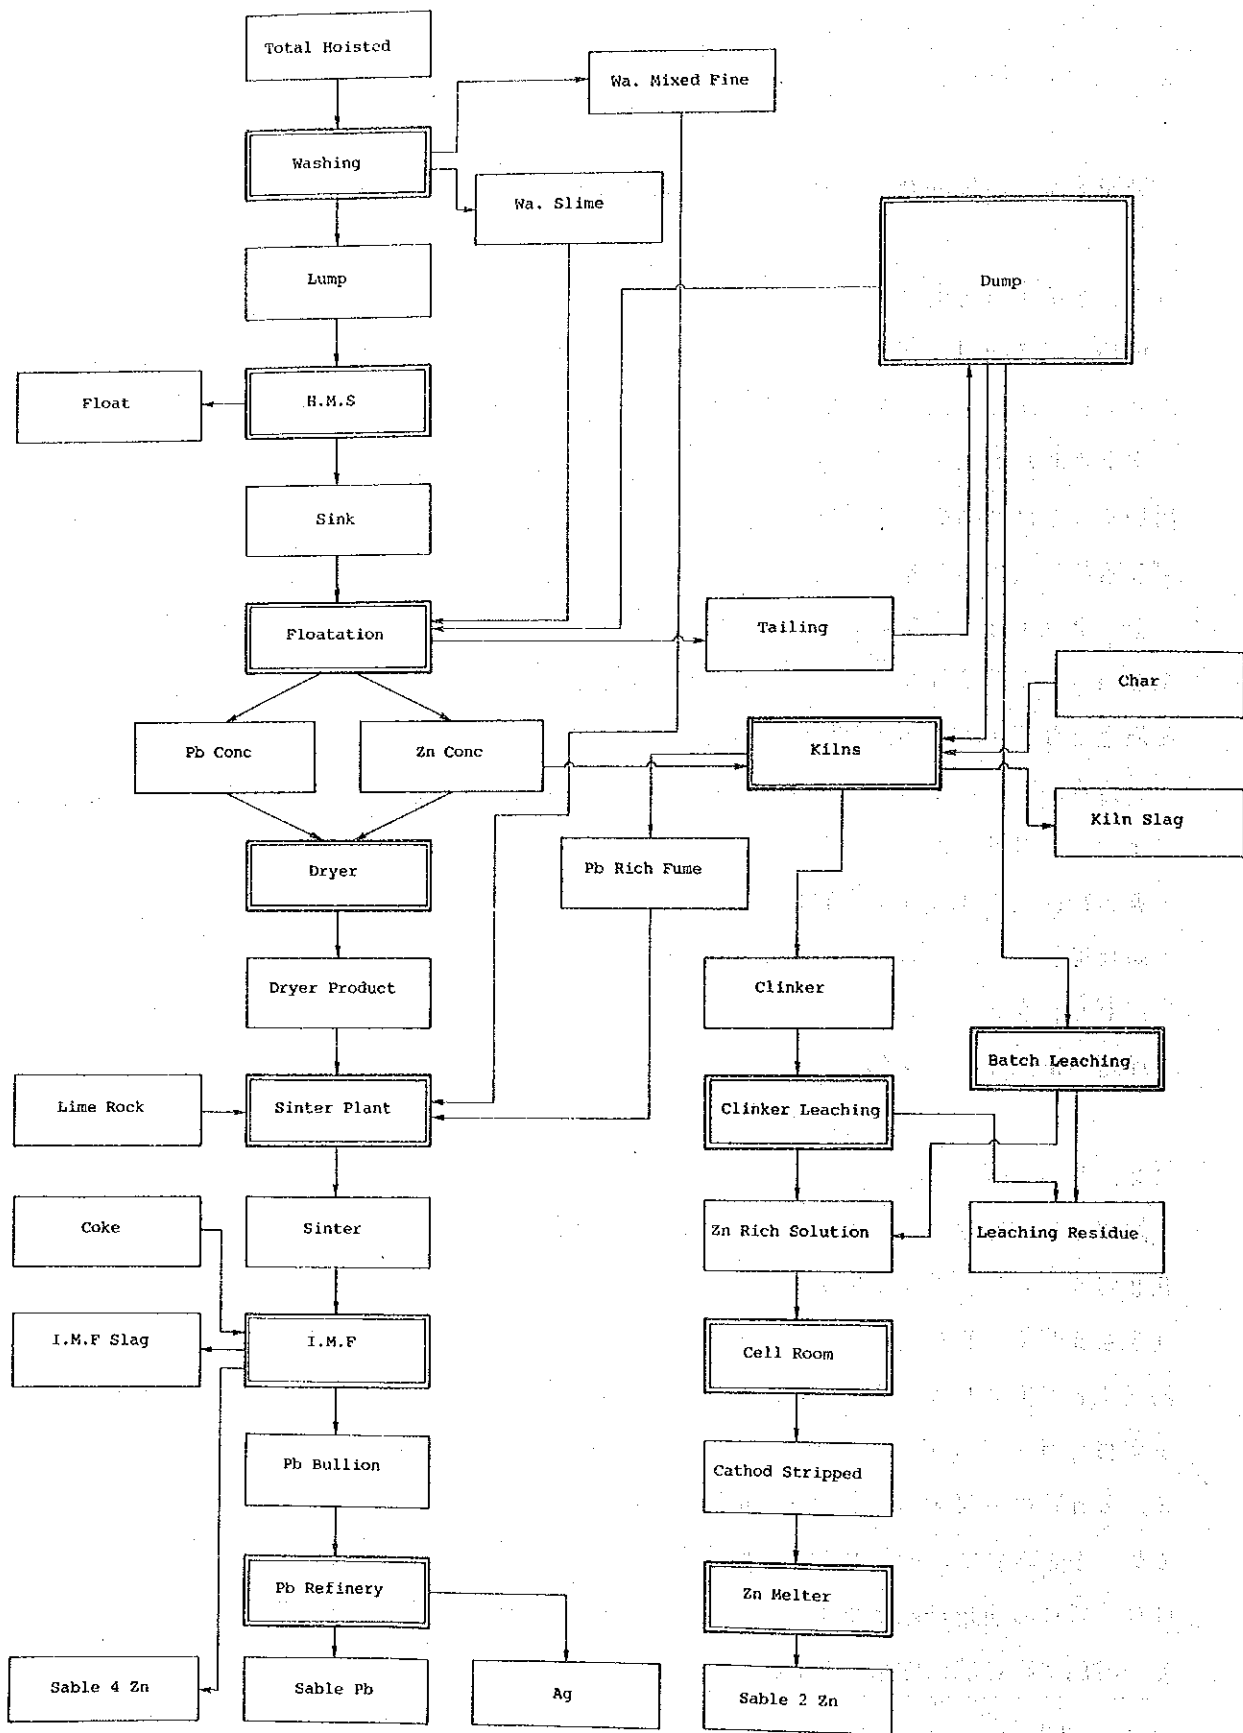 Total Hoisted
Wa. Mixed Fine
Washing
Wa. Slime
Lump
Dump
Float
H.M.S
Sink
Floatation
Tailing
Char
Pb Conc
Zn Conc
Kilns
Kiln Slag
Dryer
Pb Rich Fume
Dryer Product
Clinker
Batch Leaching
Lime Rock
Sinter Plant
Clinker Leaching
Coke
Sinter
Zn Rich Solution
Leaching Residue
I.M.F Slag
I.M.F
Cell Room
Pb Bullion
Cathod Stripped
Pb Refinery
Zn Melter
Sable 4 Zn
Sable Pb
Ag
Sable 2 Zn